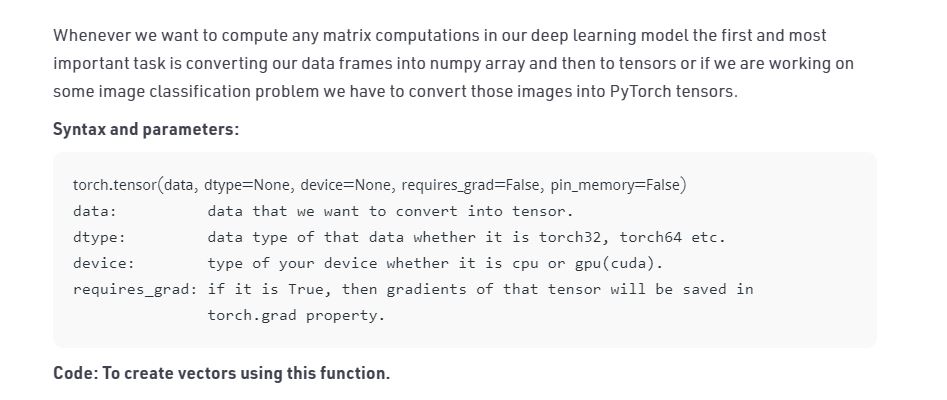 Whenever we want to compute any matrix computations in our deep learning model the first and most
important task is converting our data frames into numpy array and then to tensors or if we are working on
some image classification problem we have to convert those images into PyTorch tensors.
Syntax and parameters:
torch.tensor(data, dtype=None, device=None, requires_grad=False, pin_memory=False)
data: data that we want to convert into tensor.
dtype: data type of that data whether it is torch32, torch64 etc.
device: type of your device whether it is cpu or gpu(cuda).
requires_grad: if it is True, then gradients of that tensor will be saved in
torch.grad property.
Code: To create vectors using this function.